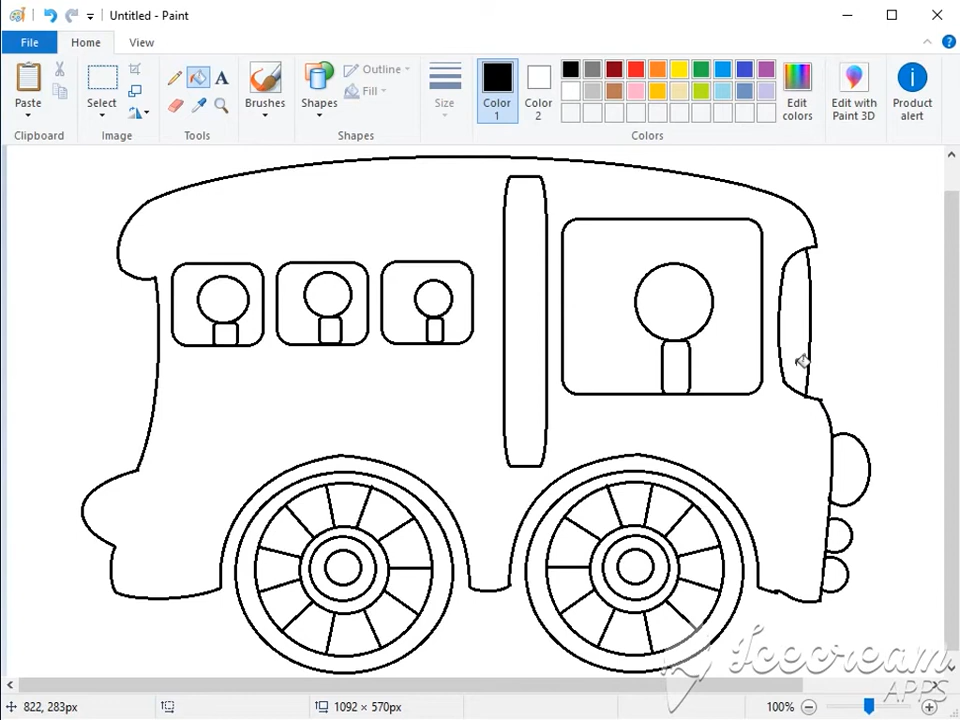 Untitled - Paint
File Home View
Paste Select Brushes Shapes Outline Fill Size Color 1 Color 2 Edit colors Edit with Paint 3D Product alert
Clipboard Image Tools Shapes Colors
822, 283px 1092 × 570px 100%
Icecream
APPS